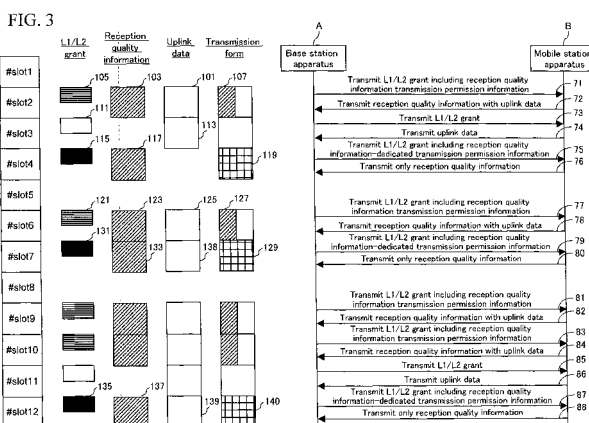 FIG. 3
L1/L2 grant
Reception quality information
Uplink data
Transmission form
#slot1
#slot2
#slot3
#slot4
#slot5
#slot6
#slot7
#slot8
#slot9
#slot10
#slot11
#slot12
105
103
101
107
111
113
115
117
119
121
123
125
127
131
133
138
129
135
137
139
140
A
B
Base station apparatus
Mobile station apparatus
Transmit L1/L2 grant including reception quality information transmission permission information
71
Transmit reception quality information with uplink data
72
Transmit L1/L2 grant
73
Transmit uplink data
74
Transmit L1/L2 grant including reception quality information-dedicated transmission permission information
75
Transmit only reception quality information
76
Transmit L1/L2 grant including reception quality information transmission permission information
77
Transmit reception quality information with uplink data
78
Transmit L1/L2 grant including reception quality information-dedicated transmission permission information
79
Transmit only reception quality information
80
Transmit L1/L2 grant including reception quality information transmission permission information
81
Transmit reception quality information with uplink data
82
Transmit L1/L2 grant including reception quality information transmission permission information
83
Transmit reception quality information with uplink data
84
Transmit L1/L2 grant
85
Transmit uplink data
86
Transmit L1/L2 grant including reception quality information-dedicated transmission permission information
87
Transmit only reception quality information
88